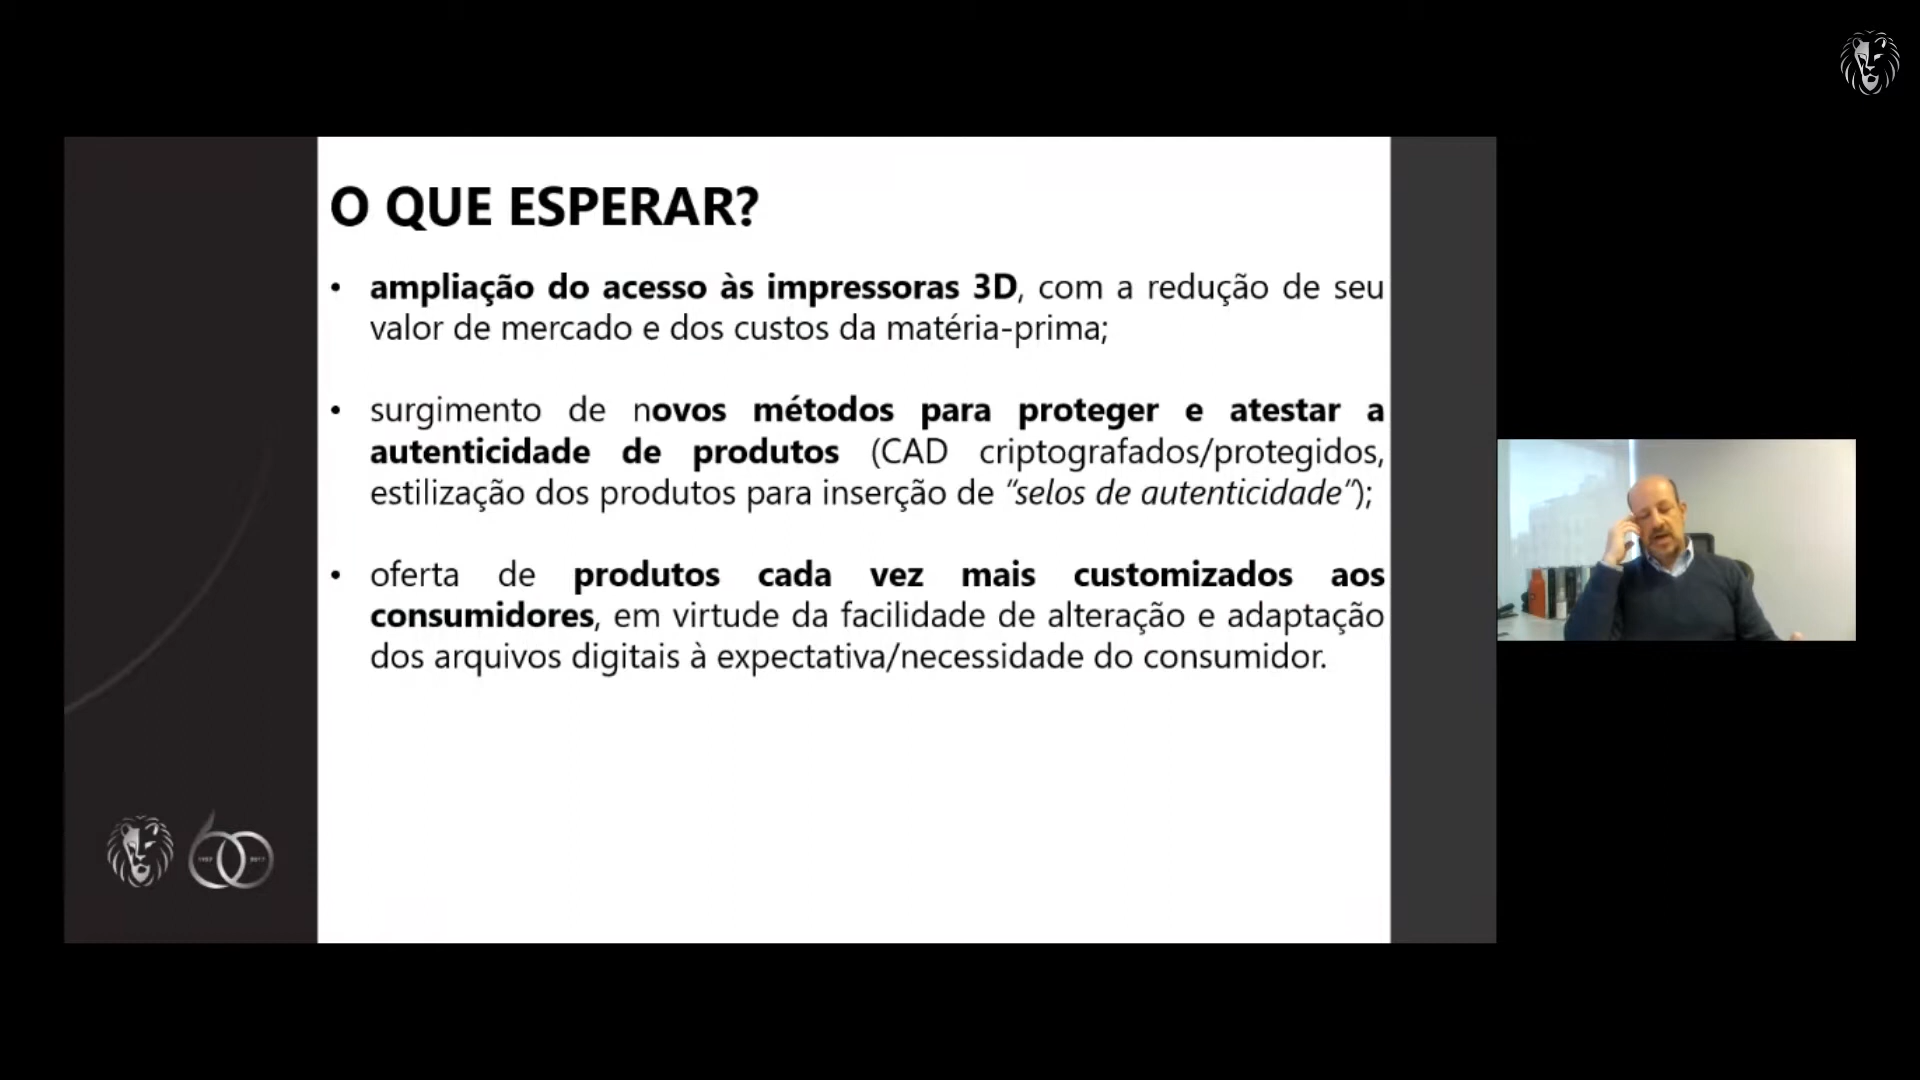 O QUE ESPERAR?
• ampliação do acesso às impressoras 3D, com a redução de seu
valor de mercado e dos custos da matéria-prima;
• surgimento de novos métodos para proteger e atestar a
autenticidade de produtos (CAD criptografados/protegidos,
estilização dos produtos para inserção de “selos de autenticidade”);
• oferta de produtos cada vez mais customizados aos
consumidores, em virtude da facilidade de alteração e adaptação
dos arquivos digitais à expectativa/necessidade do consumidor.
60